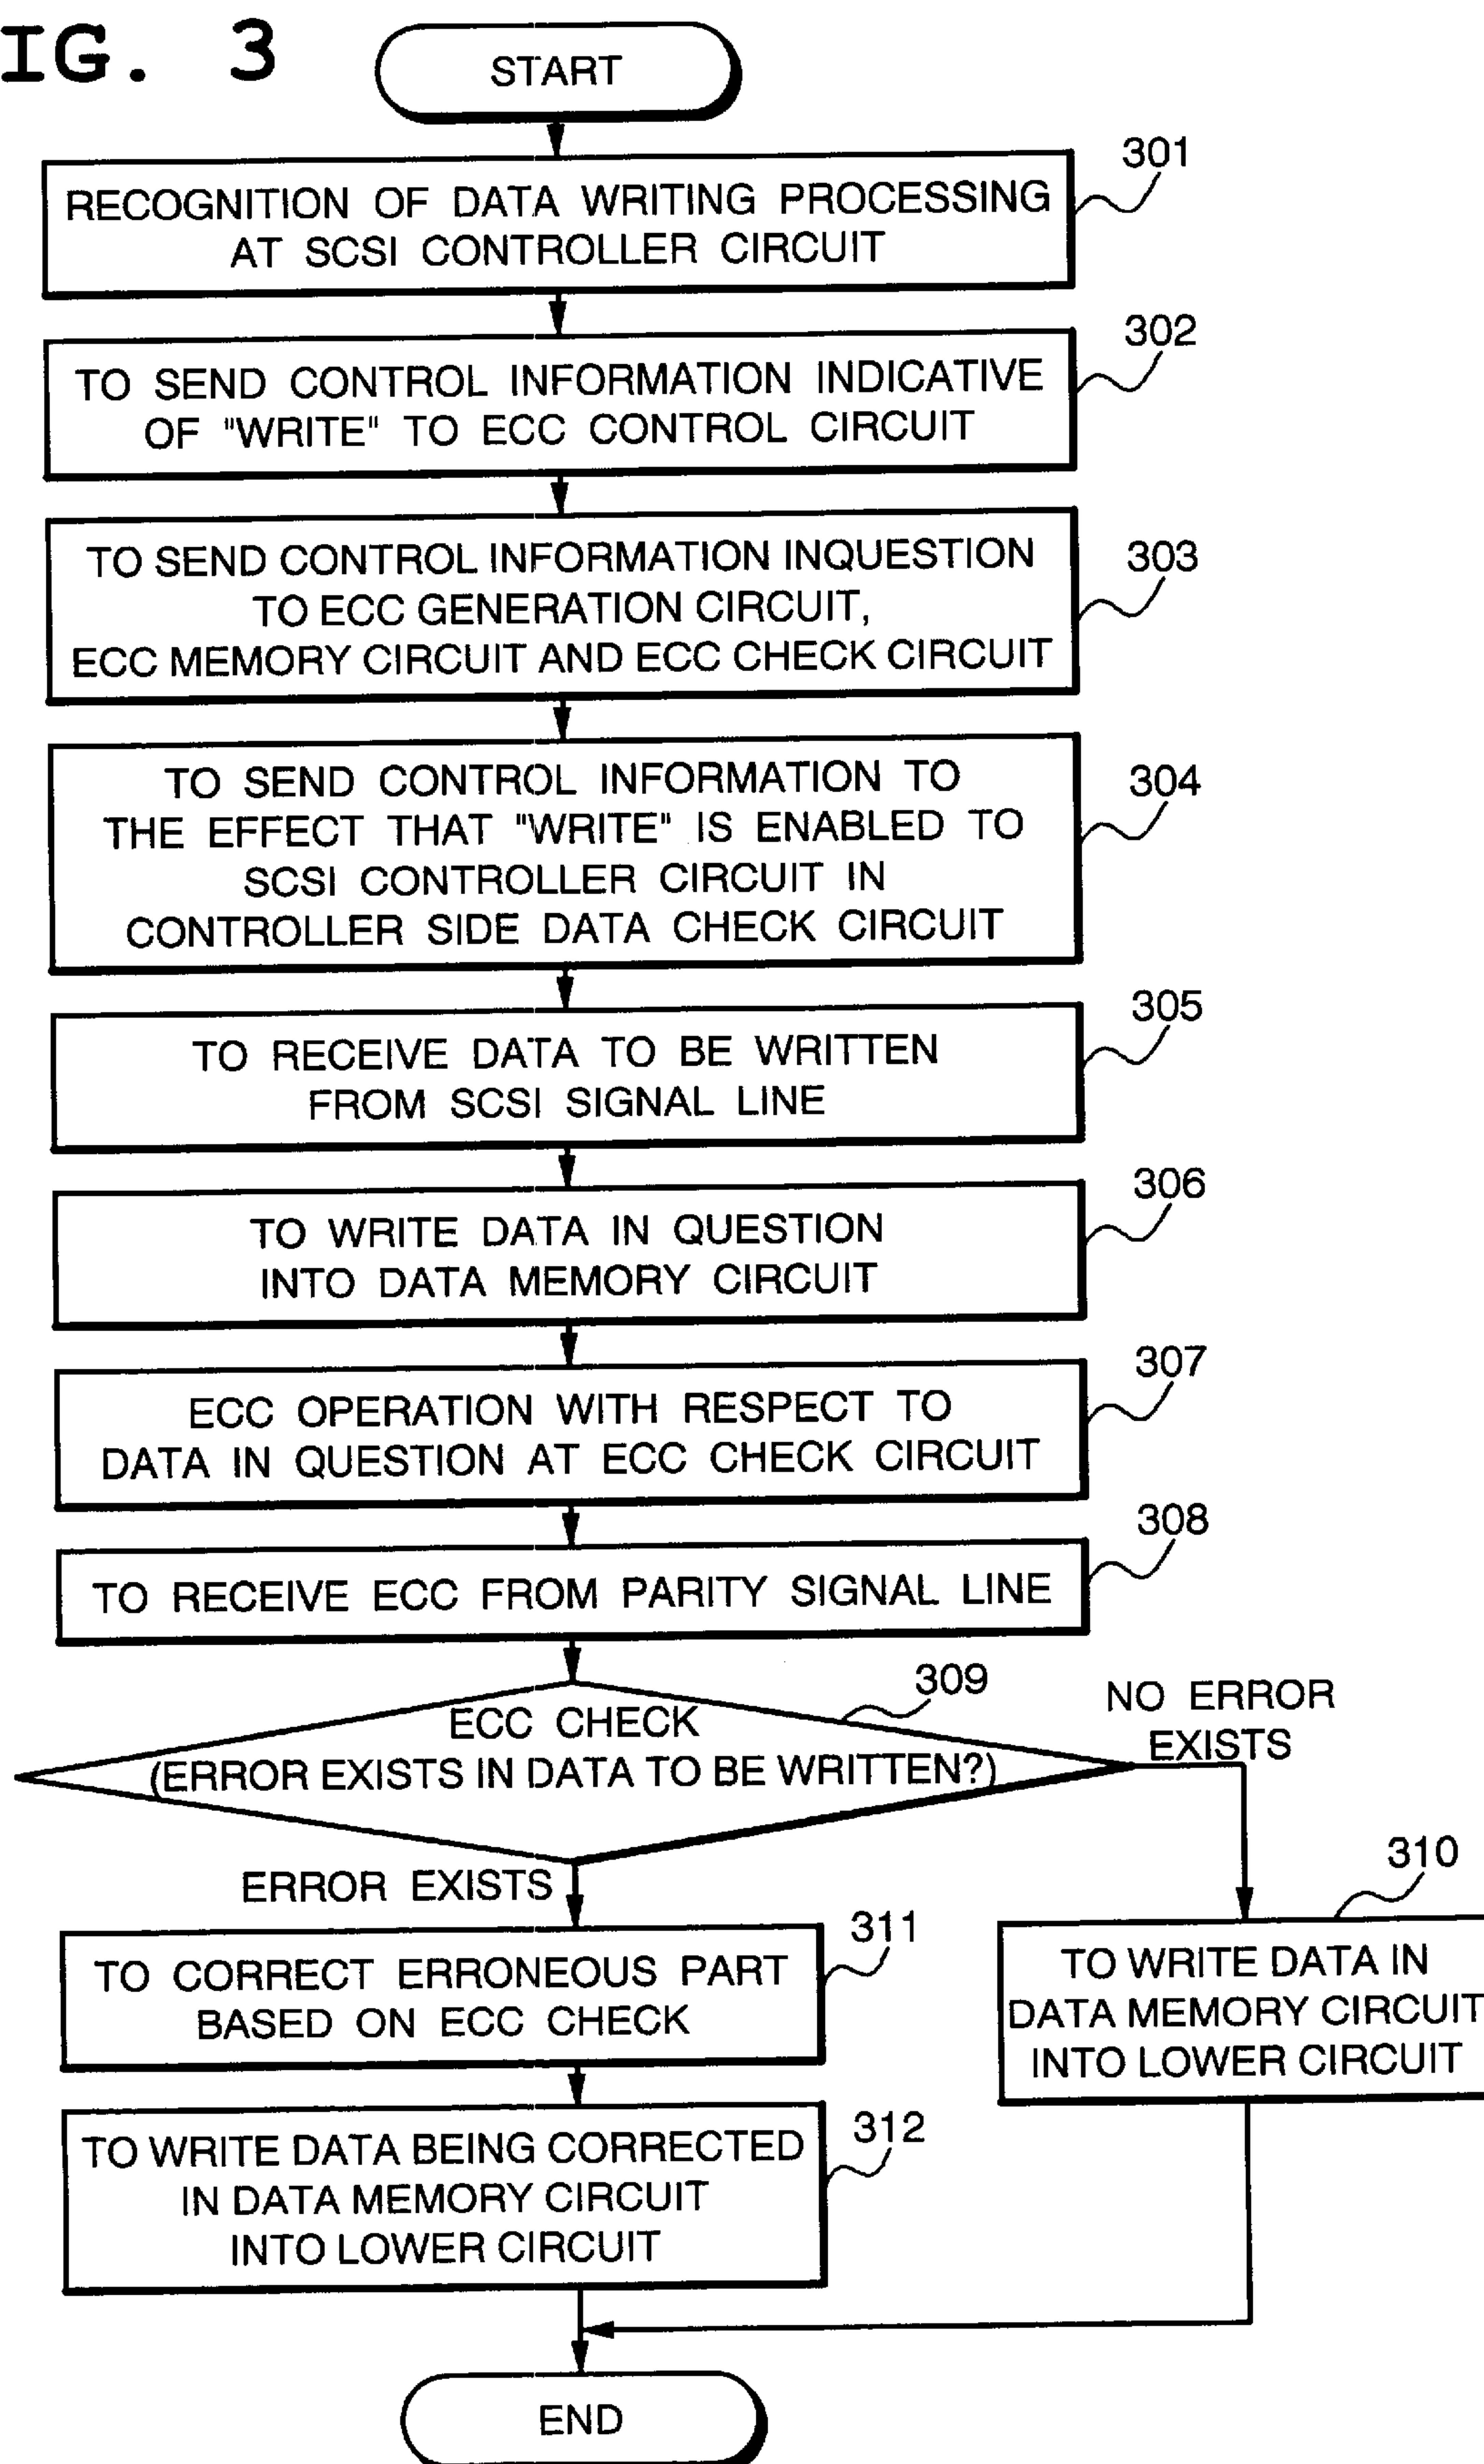 IG. 3
START
301
RECOGNITION OF DATA WRITING PROCESSING
AT SCSI CONTROLLER CIRCUIT
302
TO SEND CONTROL INFORMATION INDICATIVE
OF "WRITE" TO ECC CONTROL CIRCUIT
303
TO SEND CONTROL INFORMATION INQUESTION
TO ECC GENERATION CIRCUIT,
ECC MEMORY CIRCUIT AND ECC CHECK CIRCUIT
304
TO SEND CONTROL INFORMATION TO
THE EFFECT THAT "WRITE" IS ENABLED TO
SCSI CONTROLLER CIRCUIT IN
CONTROLLER SIDE DATA CHECK CIRCUIT
305
TO RECEIVE DATA TO BE WRITTEN
FROM SCSI SIGNAL LINE
306
TO WRITE DATA IN QUESTION
INTO DATA MEMORY CIRCUIT
307
ECC OPERATION WITH RESPECT TO
DATA IN QUESTION AT ECC CHECK CIRCUIT
308
TO RECEIVE ECC FROM PARITY SIGNAL LINE
309
ECC CHECK
(ERROR EXISTS IN DATA TO BE WRITTEN?)
NO ERROR
EXISTS
ERROR EXISTS
310
TO WRITE DATA IN
DATA MEMORY CIRCUIT
INTO LOWER CIRCUIT
311
TO CORRECT ERRONEOUS PART
BASED ON ECC CHECK
312
TO WRITE DATA BEING CORRECTED
IN DATA MEMORY CIRCUIT
INTO LOWER CIRCUIT
END